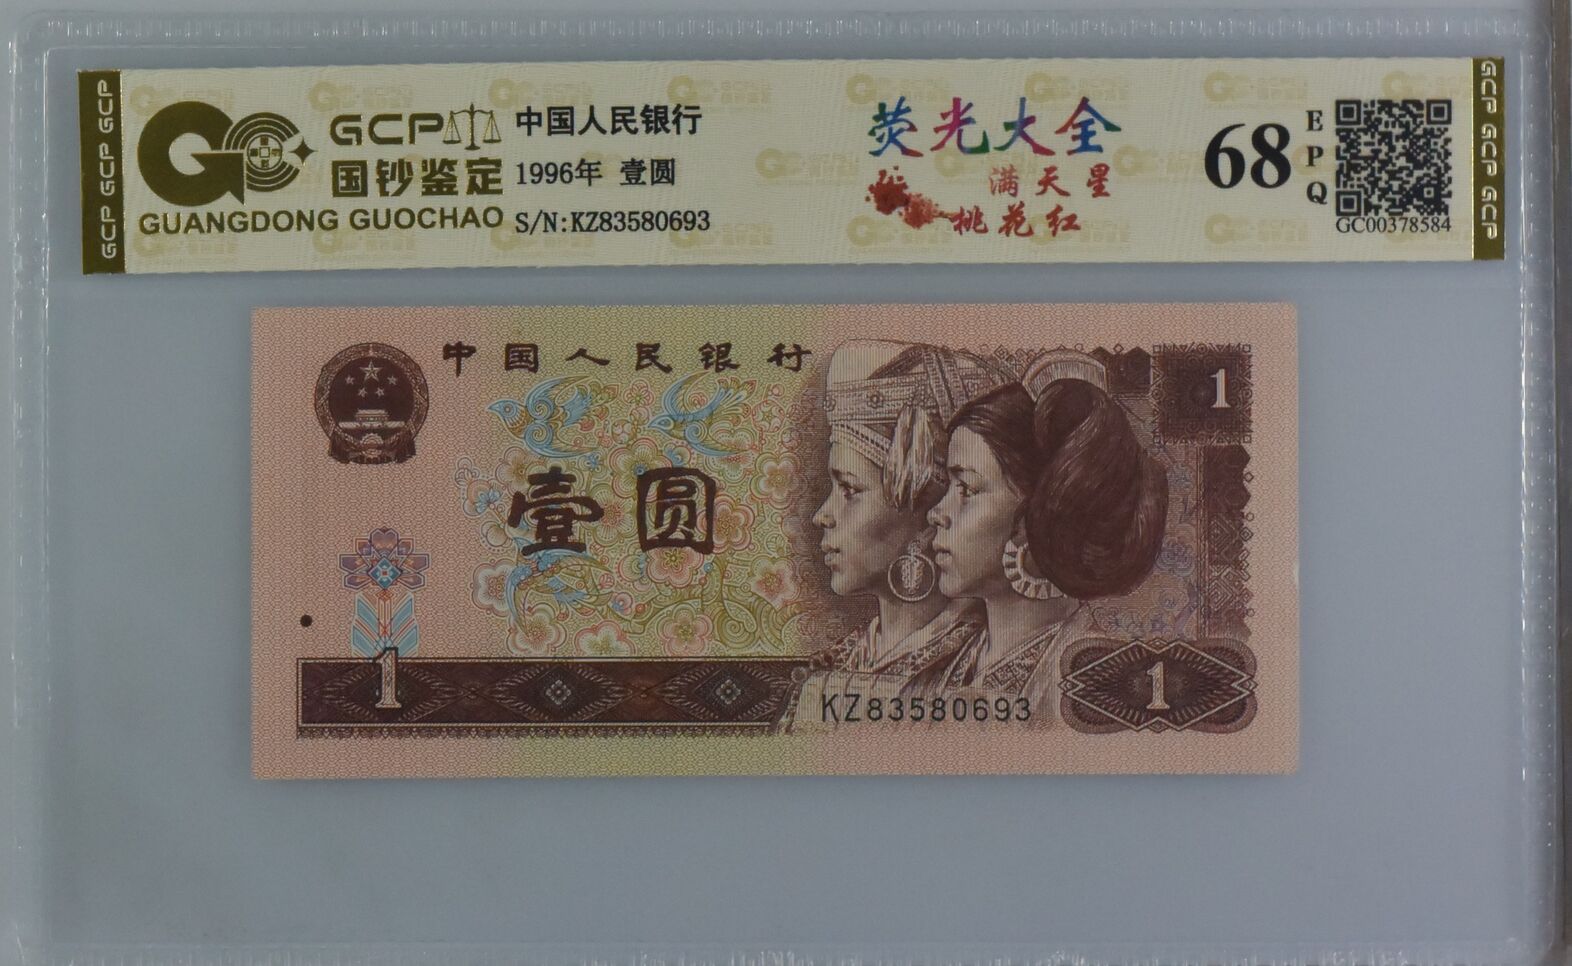 GCP
国钞鉴定
GUANGDONG GUOCHAO
中国人民银行
1996年 壹圆
S/N:KZ83580693
荧光大全
满天星
桃花红
68
EPQ
GC00378584
GCP GCP GCP
GCP GCP GCP
中国人民银行
1
壹圆
1
KZ83580693
1